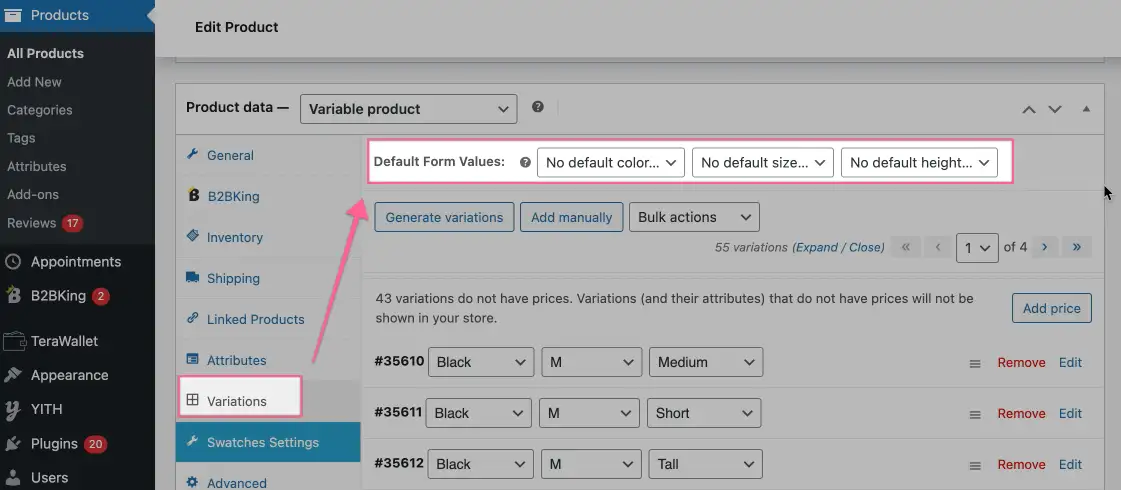 Products
All Products
Add New
Categories
Tags
Attributes
Add-ons
Reviews 17
Appointments
B2BKing 2
TeraWallet
Appearance
YITH
Plugins 20
Users
Edit Product
Product data — Variable product
General
B2BKing
Inventory
Shipping
Linked Products
Attributes
Variations
Swatches Settings
Advanced
Default Form Values: No default color... No default size... No default height...
Generate variations Add manually Bulk actions
55 variations (Expand / Close) « ‹ 1 of 4 › »
43 variations do not have prices. Variations (and their attributes) that do not have prices will not be
shown in your store.
Add price
#35610 Black M Medium Remove Edit
#35611 Black M Short Remove Edit
#35612 Black M Tall Remove Edit